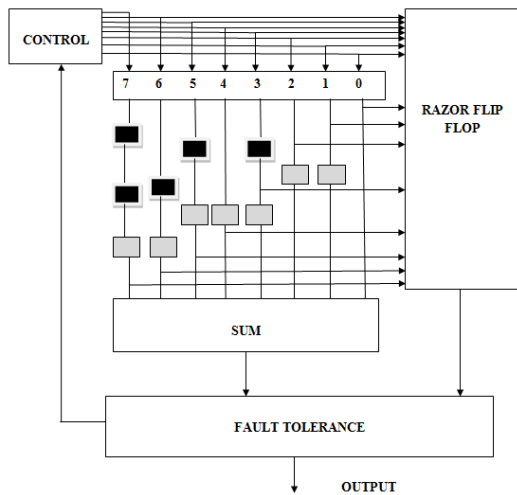 CONTROL
7 6 5 4 3 2 1 0
RAZOR FLIP
FLOP
SUM
FAULT TOLERANCE
OUTPUT